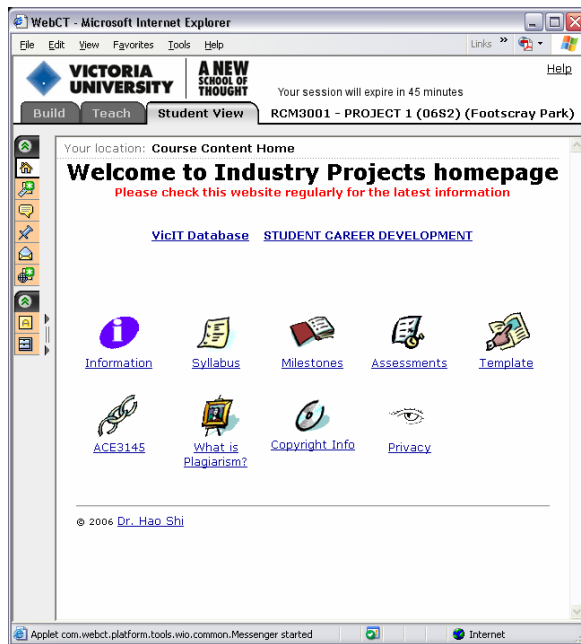 WebCT - Microsoft Internet Explorer
File Edit View Favorites Tools Help Links »
VICTORIA UNIVERSITY
A NEW SCHOOL OF THOUGHT
Help
Your session will expire in 45 minutes
Build Teach Student View RCM3001 - PROJECT 1 (06S2) (Footscray Park)
Your location: Course Content Home
Welcome to Industry Projects homepage
Please check this website regularly for the latest information
VicIT Database STUDENT CAREER DEVELOPMENT
Information Syllabus Milestones Assessments Template
ACE3145 What is Plagiarism? Copyright Info Privacy
© 2006 Dr. Hao Shi
Applet com.webct.platform.tools.wio.common.Messenger started Internet